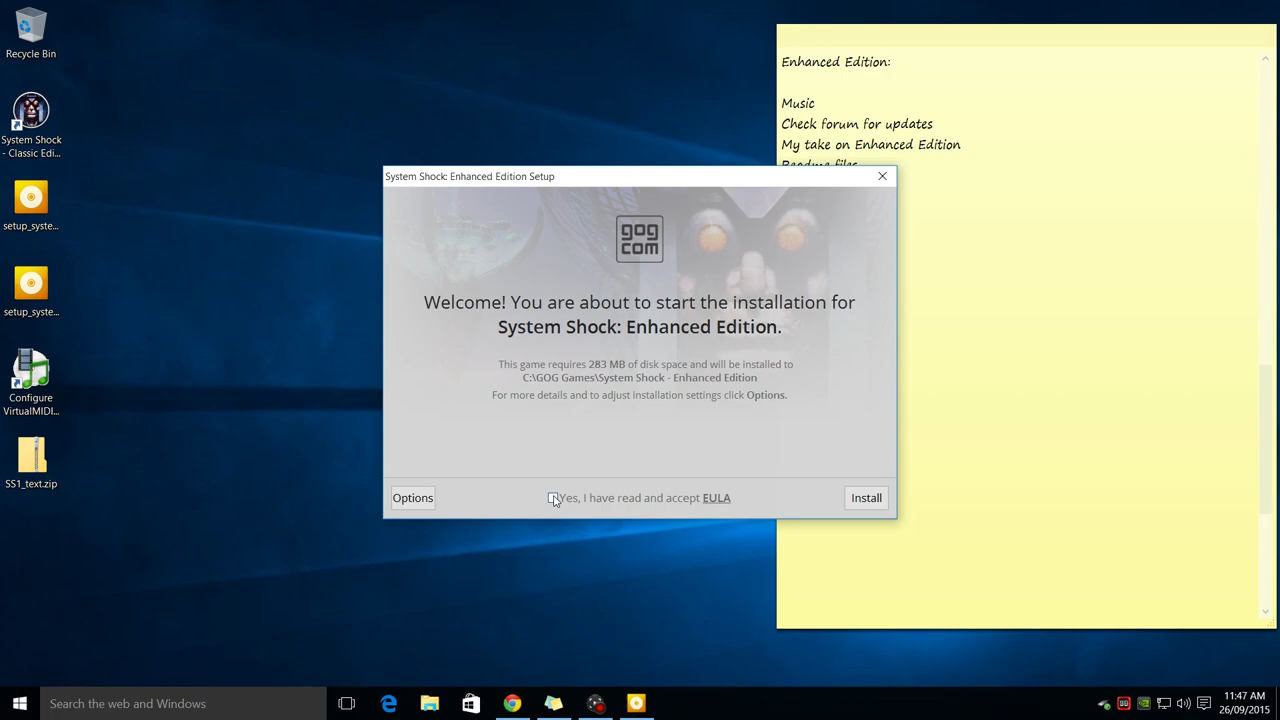 Recycle Bin
System Shock
- Classic Edi...
setup_syste...
setup_syste...
Configure
VirtualMIDI...
SS1_text.zip
Enhanced Edition:
Music
Check forum for updates
My take on Enhanced Edition
Readme files
System Shock: Enhanced Edition Setup
gog
com
Welcome! You are about to start the installation for
System Shock: Enhanced Edition.
This game requires 283 MB of disk space and will be installed to
C:\GOG Games\System Shock - Enhanced Edition
For more details and to adjust installation settings click Options.
Options
Yes, I have read and accept EULA
Install
Search the web and Windows
11:47 AM
26/09/2015